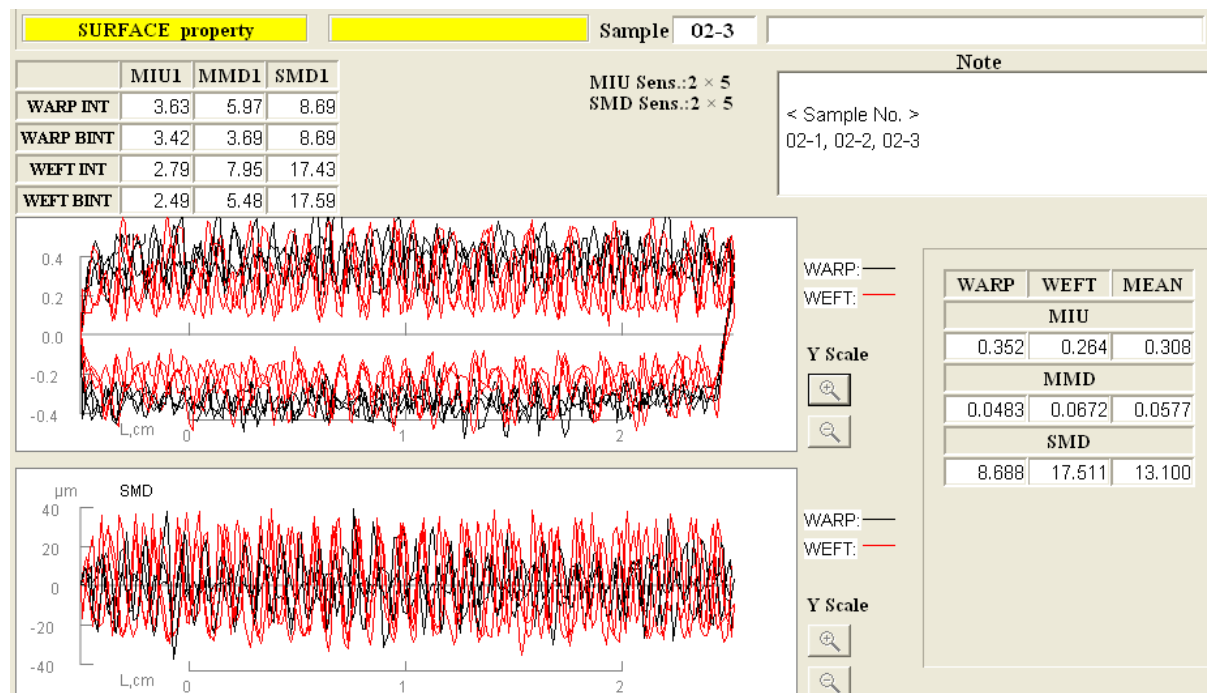 SURFACE property Sample 02-3
Note
MIU1 MMD1 SMD1
WARP INT 3.63 5.97 8.69
WARP BINT 3.42 3.69 8.69
WEFT INT 2.79 7.95 17.43
WEFT BINT 2.49 5.48 17.59
MIU Sens.:2 × 5
SMD Sens.:2 × 5
< Sample No. >
02-1, 02-2, 02-3
0.4
0.2
0.0
-0.2
-0.4
L,cm 0 1 2
WARP:
WEFT:
Y Scale
WARP WEFT MEAN
MIU
0.352 0.264 0.308
MMD
0.0483 0.0672 0.0577
SMD
8.688 17.511 13.100
μm SMD
40
20
0
-20
-40
L,cm 0 1 2
WARP:
WEFT:
Y Scale